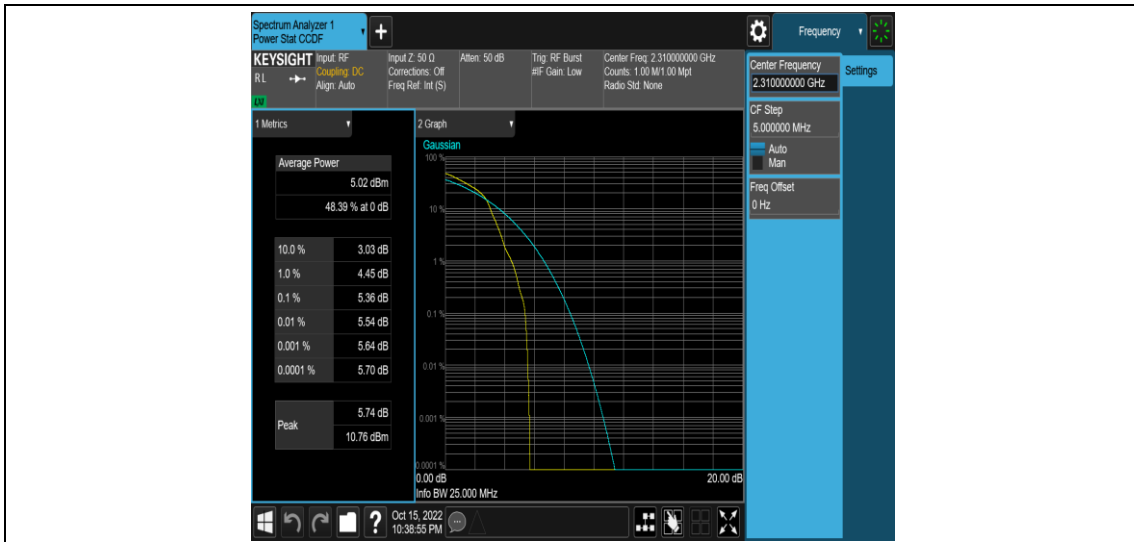 Spectrum Analyzer 1
Power Stat CCDF
+
Frequency
KEYSIGHT
RL
LXI
Input: RF
Coupling: DC
Align: Auto
Input Z: 50 Ω
Corrections: Off
Freq Ref: Int (S)
Atten: 50 dB
Trig: RF Burst
#IF Gain: Low
Center Freq: 2.310000000 GHz
Counts: 1.00 M/1.00 Mpt
Radio Std: None
Center Frequency
2.310000000 GHz
Settings
CF Step
5.000000 MHz
Auto
Man
Freq Offset
0 Hz
1 Metrics
Average Power
5.02 dBm
48.39 % at 0 dB
10.0 % 3.03 dB
1.0 % 4.45 dB
0.1 % 5.36 dB
0.01 % 5.54 dB
0.001 % 5.64 dB
0.0001 % 5.70 dB
Peak
5.74 dB
10.76 dBm
2 Graph
Gaussian
100 %
10 %
1 %
0.1 %
0.01 %
0.001 %
0.0001 %
0.00 dB 20.00 dB
Info BW 25.000 MHz
?
Oct 15, 2022
10:38:55 PM